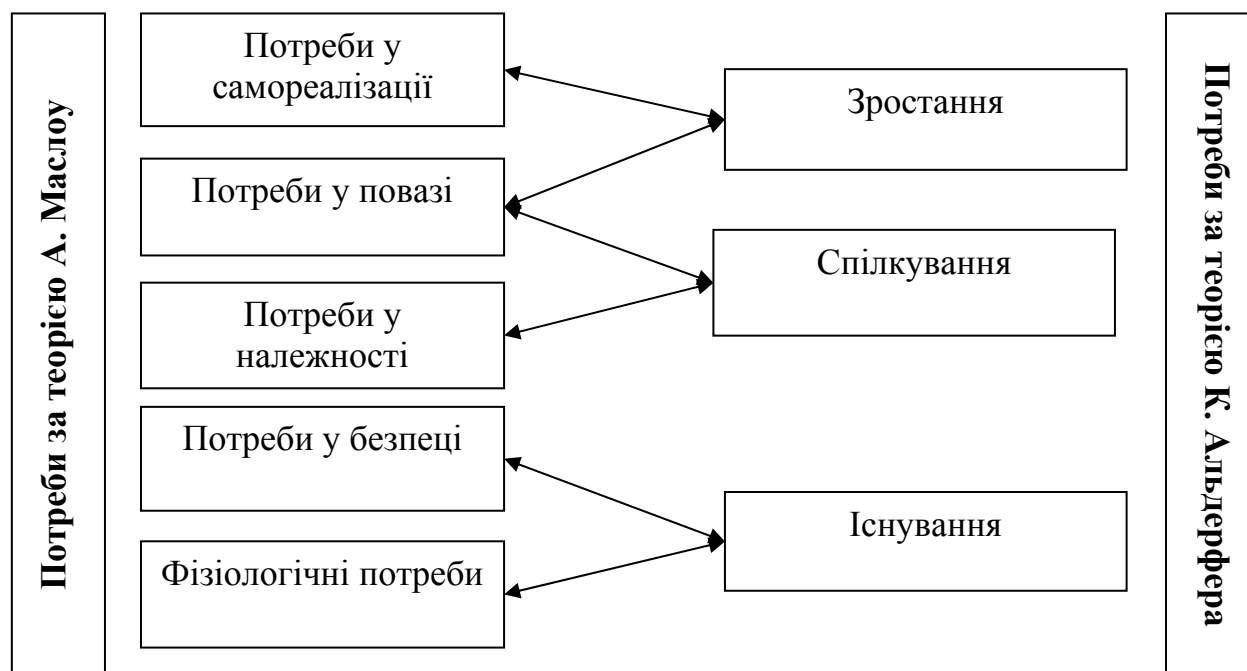 Потреби за теорією А. Маслоу
Потреби у
самореалізації
Потреби у повазі
Потреби у
належності
Потреби у безпеці
Фізіологічні потреби
Зростання
Спілкування
Існування
Потреби за теорією К. Альдерфера